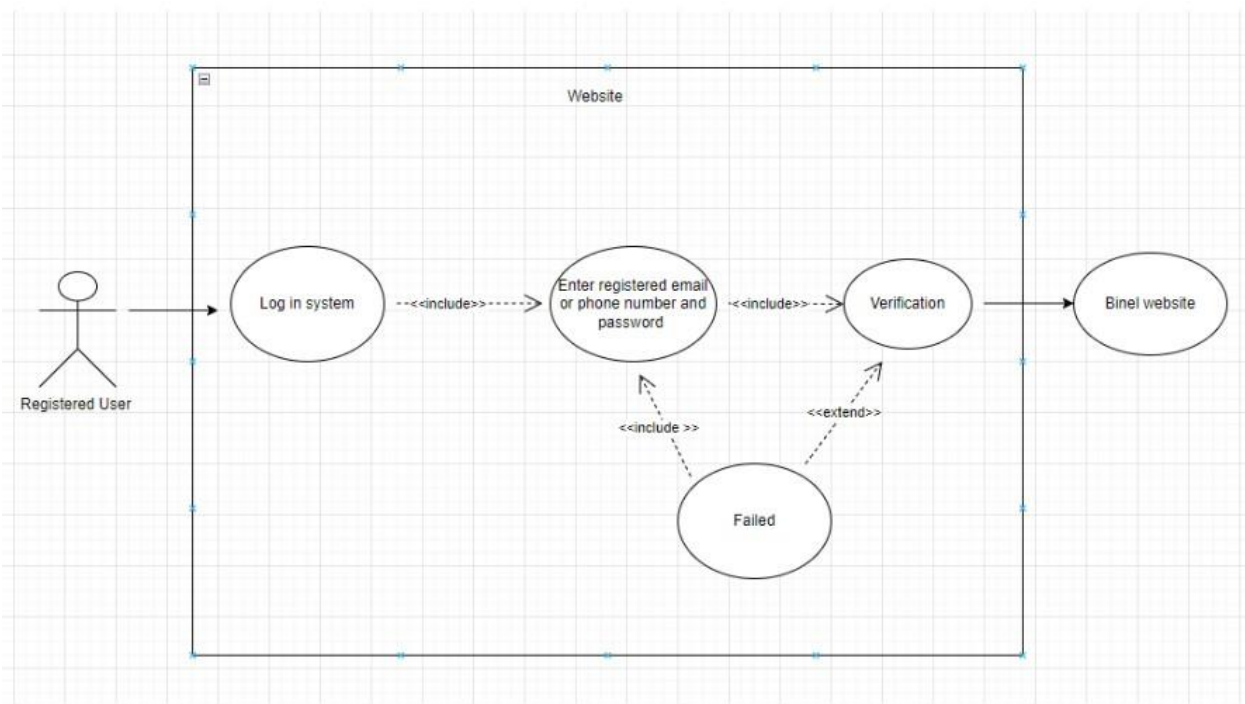 Website
Registered User
Log in system
<<include>>
Enter registered email
or phone number and
password
<<include>>
Verification
Binel website
<<include >>
<<extend>>
Failed